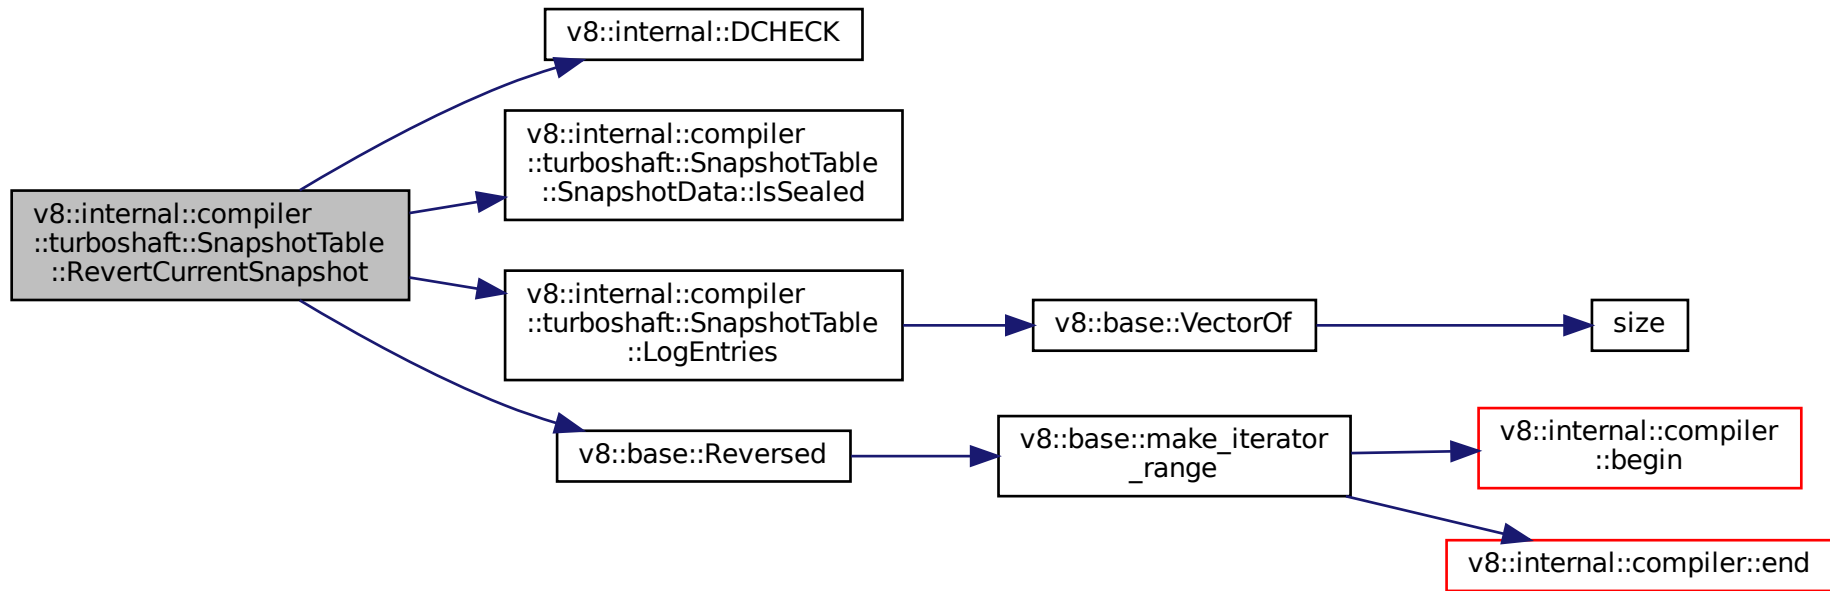 v8::internal::DCHECK
v8::internal::compiler
::turboshaft::SnapshotTable
::SnapshotData::IsSealed
v8::internal::compiler
::turboshaft::SnapshotTable
::RevertCurrentSnapshot
v8::internal::compiler
::turboshaft::SnapshotTable
::LogEntries
v8::base::VectorOf
size
v8::base::Reversed
v8::base::make_iterator
_range
v8::internal::compiler
::begin
v8::internal::compiler::end